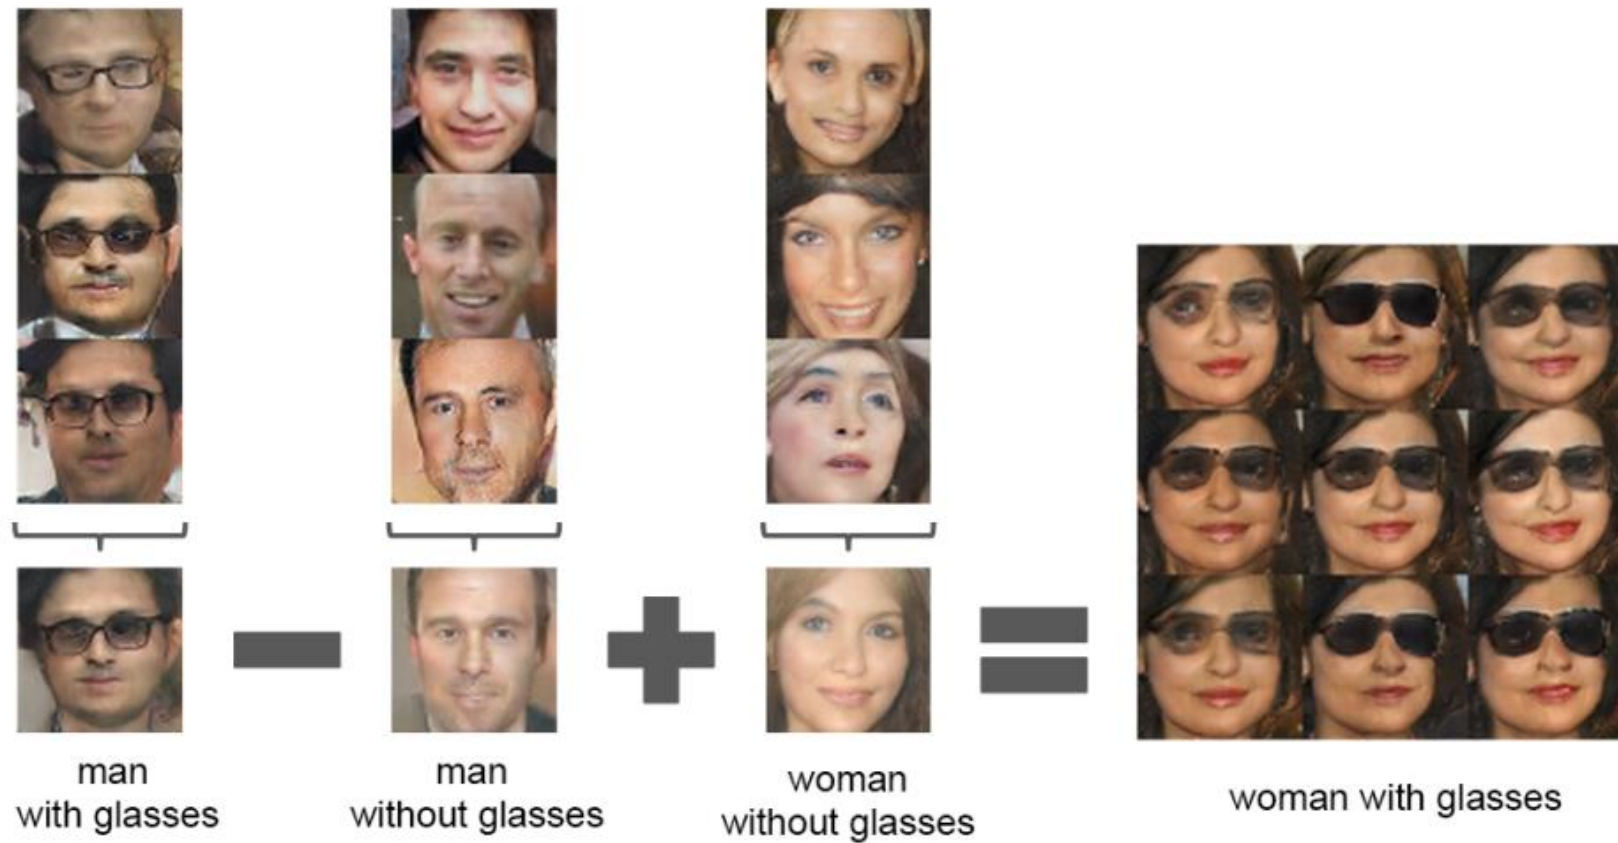 man
with glasses
man
without glasses
woman
without glasses
woman with glasses